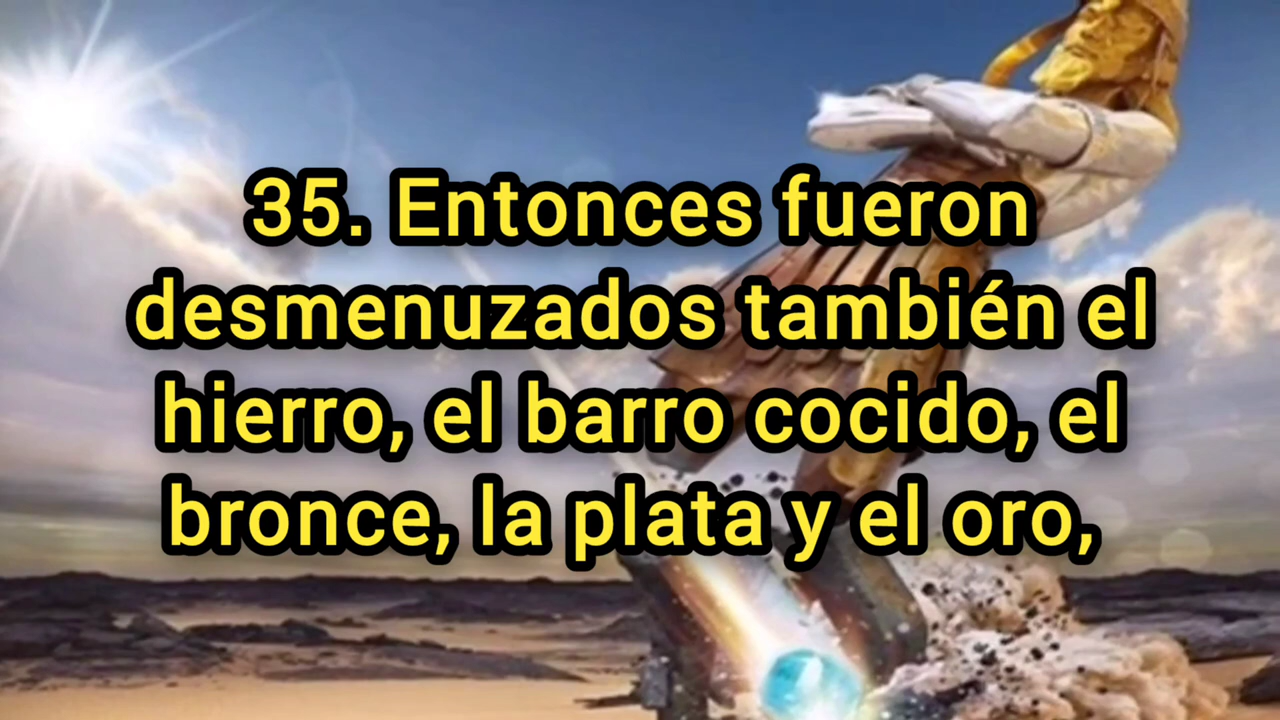 35. Entonces fueron
desmenuzados también el
hierro, el barro cocido, el
bronce, la plata y el oro,